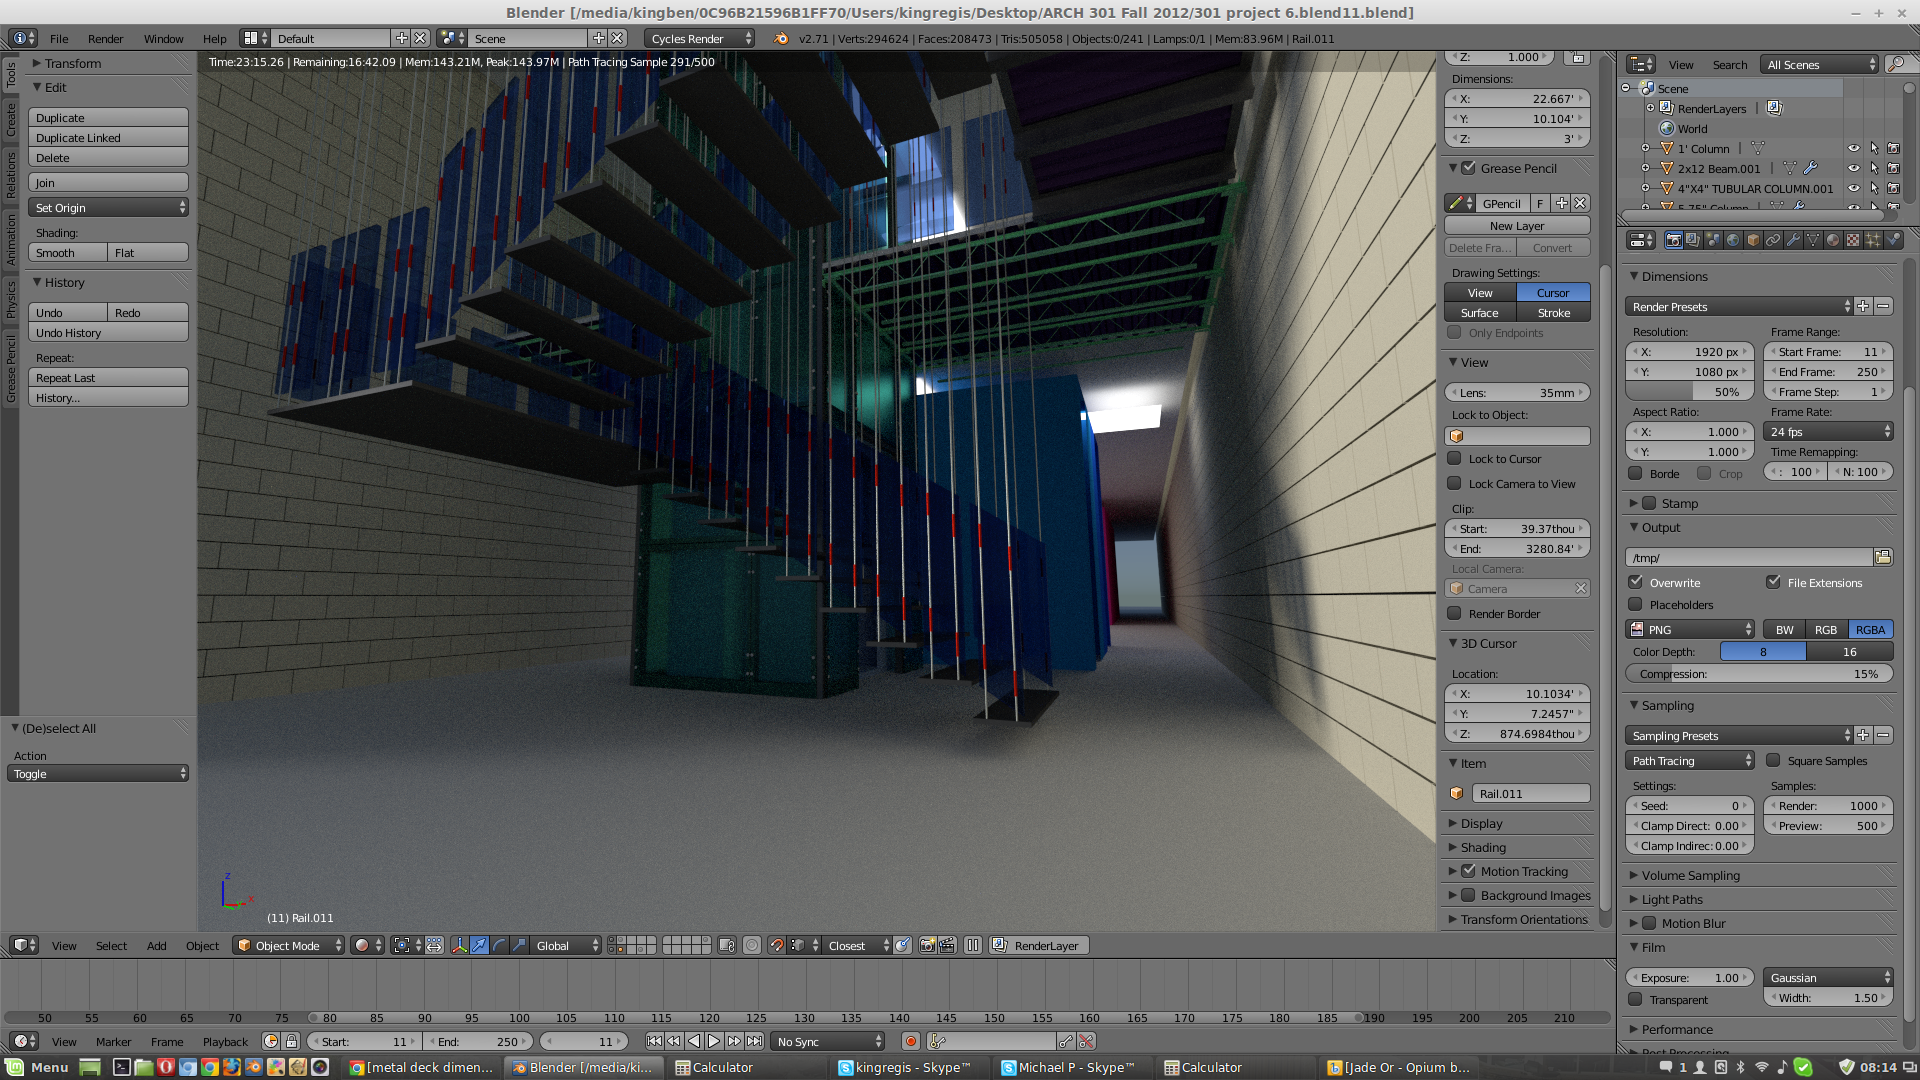 Blender [/media/kingben/0C96B21596B1FF70/Users/kingregis/Desktop/ARCH 301 Fall 2012/301 project 6.blend11.blend]
File Render Window Help Default Scene Cycles Render v2.71 | Verts:294624 | Faces:208473 | Tris:505058 | Objects:0/241 | Lamps:0/1 | Mem:83.96M | Rail.011
Time:23:15.26 | Remaining:16:42.09 | Mem:143.21M, Peak:143.97M | Path Tracing Sample 291/500
Tools
Create
Relations
Animation
Physics
Grease Pencil
Transform
Edit
Duplicate
Duplicate Linked
Delete
Join
Set Origin
Shading:
Smooth Flat
History
Undo Redo
Undo History
Repeat:
Repeat Last
History...
(De)select All
Action
Toggle
z
x
(11) Rail.011
Z: 1.000
Dimensions:
X: 22.667'
Y: 10.104'
Z: 3'
Grease Pencil
GPencil F
New Layer
Delete Fra... Convert
Drawing Settings:
View Cursor
Surface Stroke
Only Endpoints
View
Lens: 35mm
Lock to Object:
Lock to Cursor
Lock Camera to View
Clip:
Start: 39.37thou
End: 3280.84'
Local Camera:
Camera
Render Border
3D Cursor
Location:
X: 10.1034'
Y: 7.2457"
Z: 874.6984thou
Item
Rail.011
Display
Shading
Motion Tracking
Background Images
Transform Orientations
View Search All Scenes
Scene
RenderLayers |
World
1' Column
2x12 Beam.001
4"X4" TUBULAR COLUMN.001
5.75" Column
Dimensions
Render Presets
Resolution: Frame Range:
X: 1920 px Start Frame: 11
Y: 1080 px End Frame: 250
50% Frame Step: 1
Aspect Ratio: Frame Rate:
X: 1.000 24 fps
Y: 1.000 Time Remapping:
Borde Crop : 100 N: 100
Stamp
Output
/tmp/
Overwrite File Extensions
Placeholders
PNG BW RGB RGBA
Color Depth: 8 16
Compression: 15%
Sampling
Sampling Presets
Path Tracing Square Samples
Settings: Samples:
Seed: 0 Render: 1000
Clamp Direct: 0.00 Preview: 500
Clamp Indirec: 0.00
Volume Sampling
Light Paths
Motion Blur
Film
Exposure: 1.00 Gaussian
Transparent Width: 1.50
Performance
Post Processing
View Select Add Object Object Mode Global Closest RenderLayer
50 55 60 65 70 75 80 85 90 95 100 105 110 115 120 125 130 135 140 145 150 155 160 165 170 175 180 185 190 195 200 205 210
View Marker Frame Playback Start: 11 End: 250 11 No Sync
Menu [metal deck dimen... Blender [/media/ki... Calculator kingregis - Skype™ Michael P - Skype™ Calculator [Jade Or - Opium b... 1 08:14